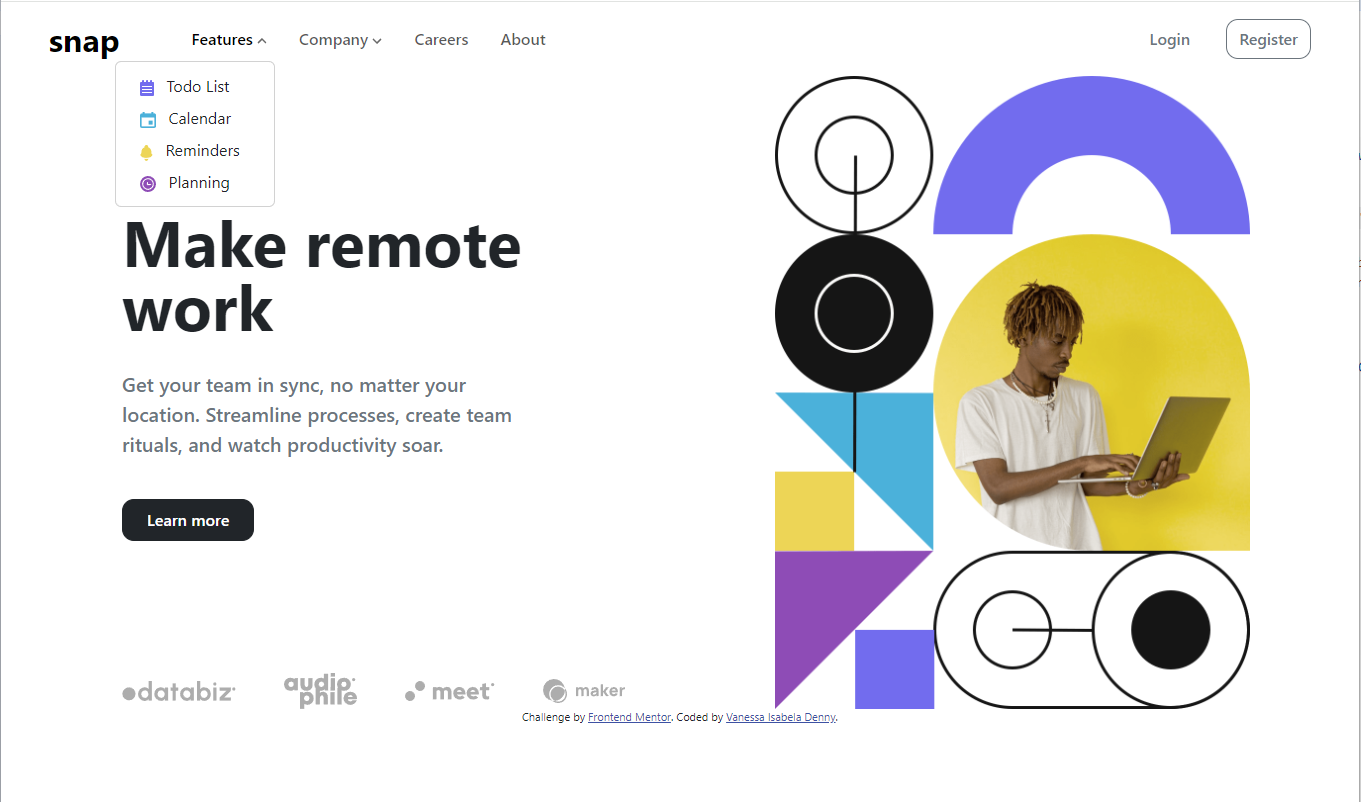 snap
Features Company Careers About Login Register
Todo List
Calendar
Reminders
Planning
Make remote
work
Get your team in sync, no matter your
location. Streamline processes, create team
rituals, and watch productivity soar.
Learn more
databiz audiophile meet maker
Challenge by Frontend Mentor. Coded by Vanessa Isabela Denny.